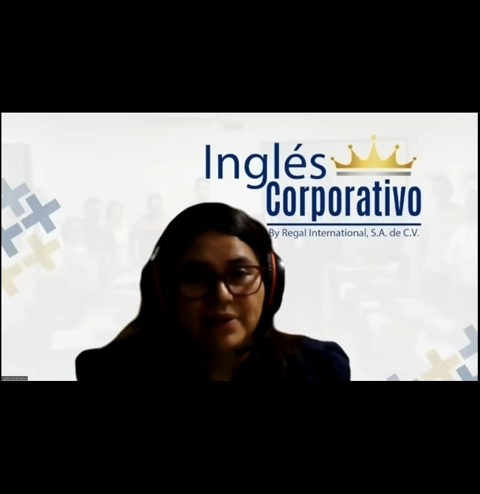 Inglés
Corporativo
By Regal International, S.A. de C.V.